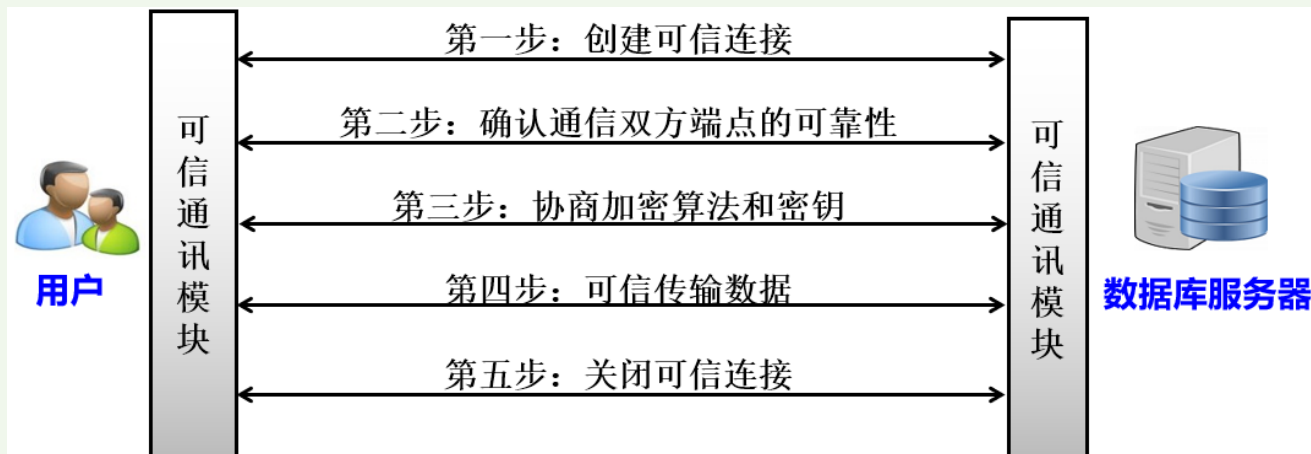 第一步：创建可信连接
第二步：确认通信双方端点的可靠性
第三步：协商加密算法和密钥
第四步：可信传输数据
第五步：关闭可信连接
可信通讯模块
可信通讯模块
用户
数据库服务器